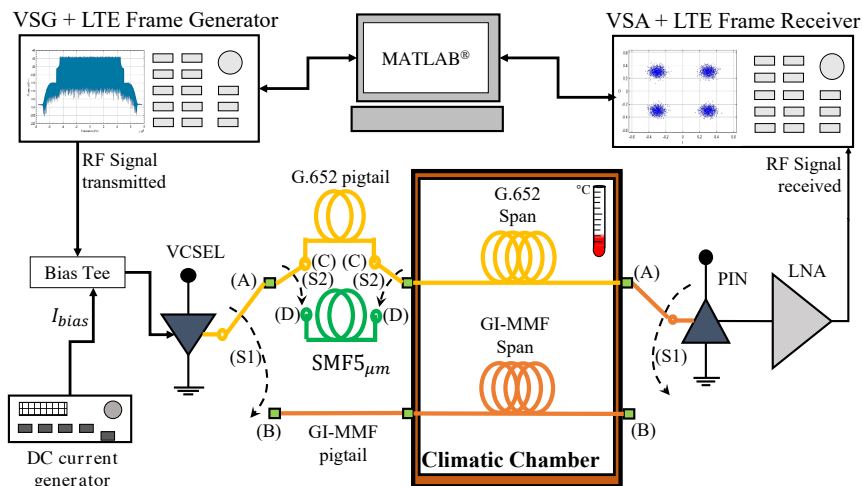 VSG + LTE Frame Generator
VSA + LTE Frame Receiver
MATLAB®
RF Signal
transmitted
RF Signal
received
G.652 pigtail
°C
G.652
Span
VCSEL
Bias Tee
(A)
(C)
(C)
(S2)
(S2)
(A)
PIN
LNA
I_bias
(D)
(D)
(S1)
SMF5μm
GI-MMF
Span
(S1)
(B)
GI-MMF
pigtail
(B)
Climatic Chamber
DC current
generator